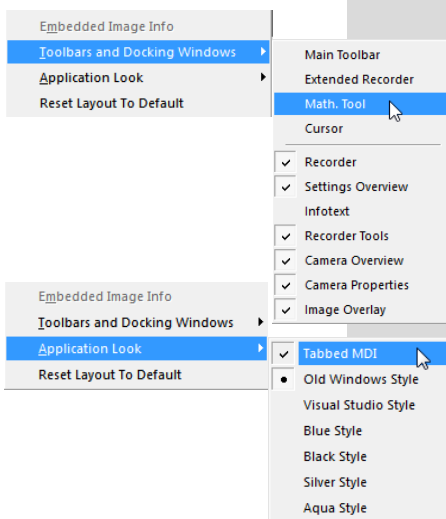 Embedded Image Info
Toolbars and Docking Windows
Application Look
Reset Layout To Default
Main Toolbar
Extended Recorder
Math. Tool
Cursor
Recorder
Settings Overview
Infotext
Recorder Tools
Camera Overview
Camera Properties
Image Overlay
Embedded Image Info
Toolbars and Docking Windows
Application Look
Reset Layout To Default
Tabbed MDI
Old Windows Style
Visual Studio Style
Blue Style
Black Style
Silver Style
Aqua Style